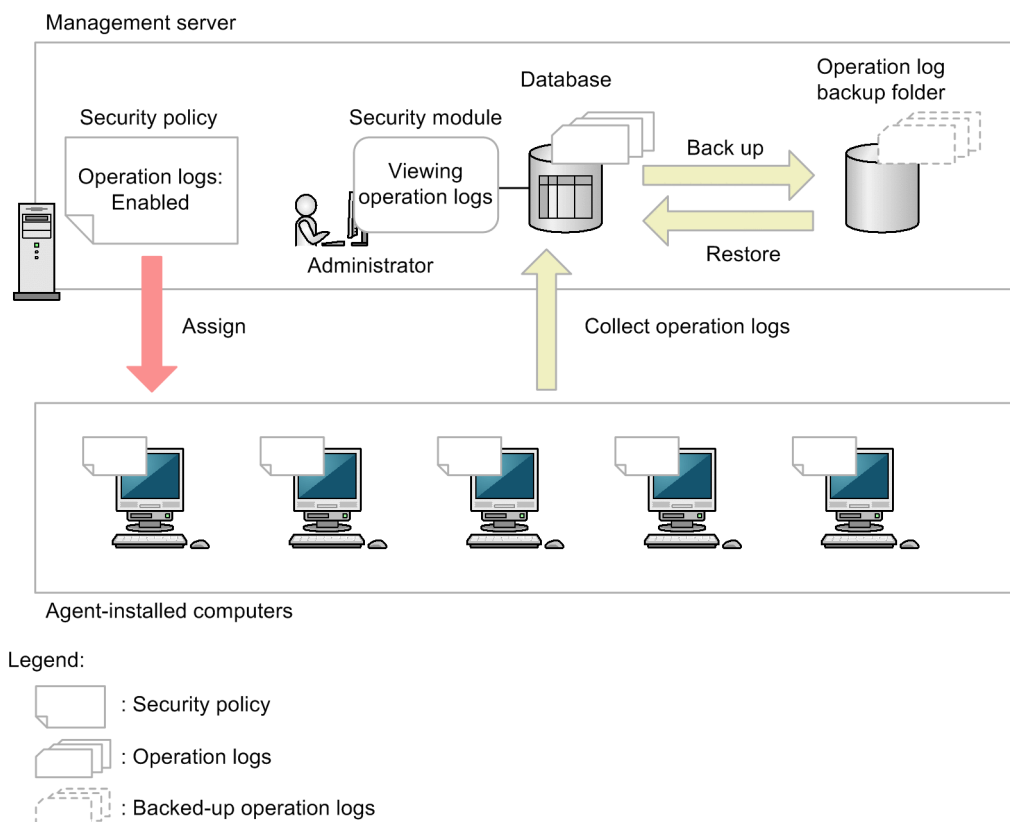 Management server
Database
Operation log
backup folder
Security policy
Security module
Operation logs:
Enabled
Viewing
operation logs
Back up
Restore
Administrator
Assign
Collect operation logs
Agent-installed computers
Legend:
: Security policy
: Operation logs
: Backed-up operation logs